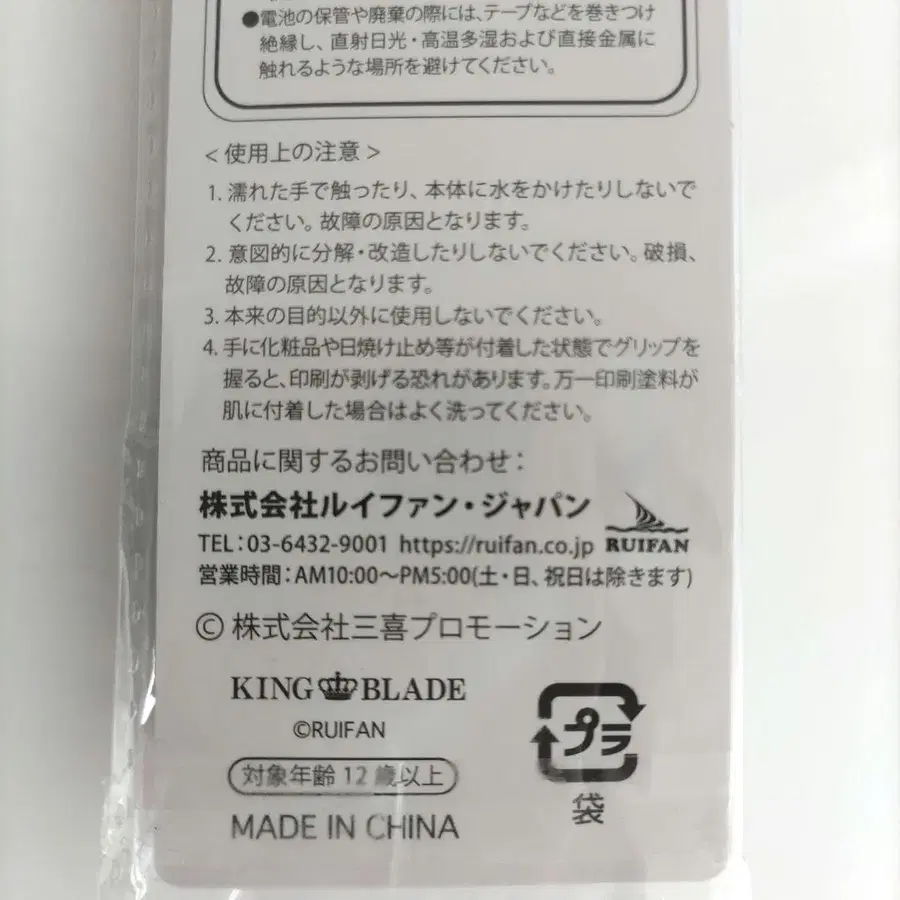 ●電池の保管や廃棄の際には、テープなどを巻きつけ
絶縁し、直射日光・高温多湿および直接金属に
触れるような場所を避けてください。
<使用上の注意>
1. 濡れた手で触ったり、本体に水をかけたりしないで
ください。故障の原因となります。
2. 意図的に分解・改造したりしないでください。破損、
故障の原因となります。
3. 本来の目的以外に使用しないでください。
4. 手に化粧品や日焼け止め等が付着した状態でグリップを
握ると、印刷が剥げる恐れがあります。万一印刷塗料が
肌に付着した場合はよく洗ってください。
商品に関するお問い合わせ:
株式会社ルイファン・ジャパン
TEL:03-6432-9001 https://ruifan.co.jp RUIFAN
営業時間:AM10:00～PM5:00(土・日、祝日は除きます)
© 株式会社三喜プロモーション
KING BLADE
©RUIFAN
プラ
対象年齢 12 歳以上
袋
MADE IN CHINA